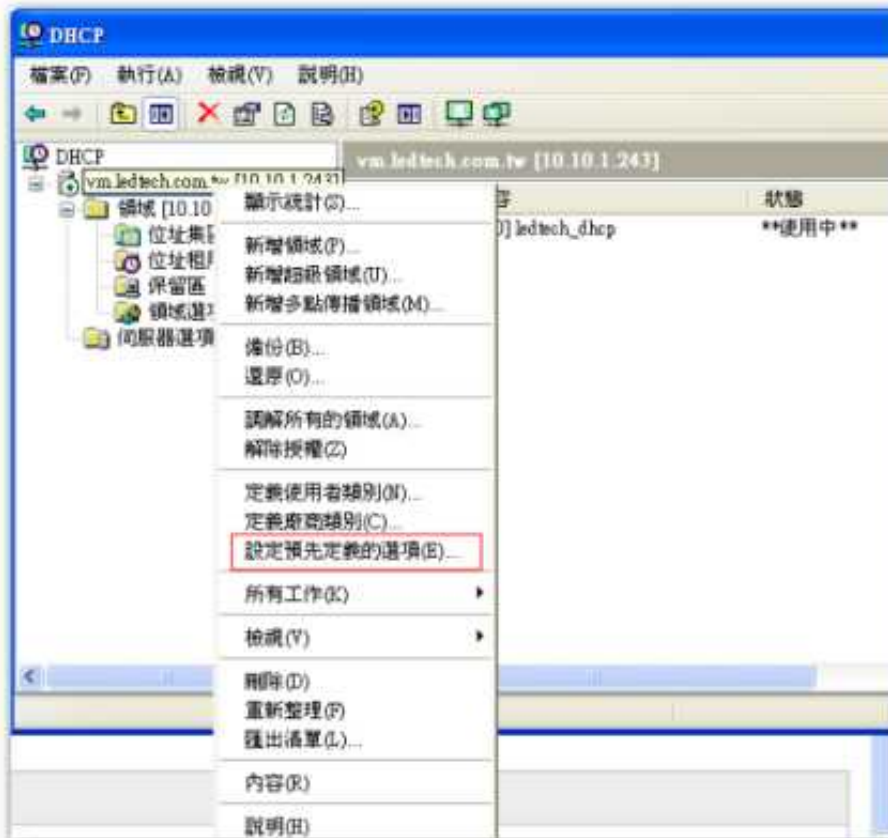 DHCP
檔案(F) 執行(A) 檢視(V) 說明(H)
DHCP
vm.ledtech.com.tw [10.10.1.243]
vm.ledtech.com.tw [10.10.1.243]
狀態
領域 [10.10
0] ledtech_dhcp
**使用中**
位址集區
位址租用
保留區
領域選項
伺服器選項
顯示統計(S)...
新增領域(P)...
新增超級領域(U)...
新增多點傳播領域(M)...
備份(B)...
還原(O)...
調解所有的領域(A)...
解除授權(Z)
定義使用者類別(N)...
定義廠商類別(C)...
設定預先定義的選項(E)...
所有工作(K)
檢視(V)
刪除(D)
重新整理(F)
匯出清單(L)...
內容(R)
說明(H)